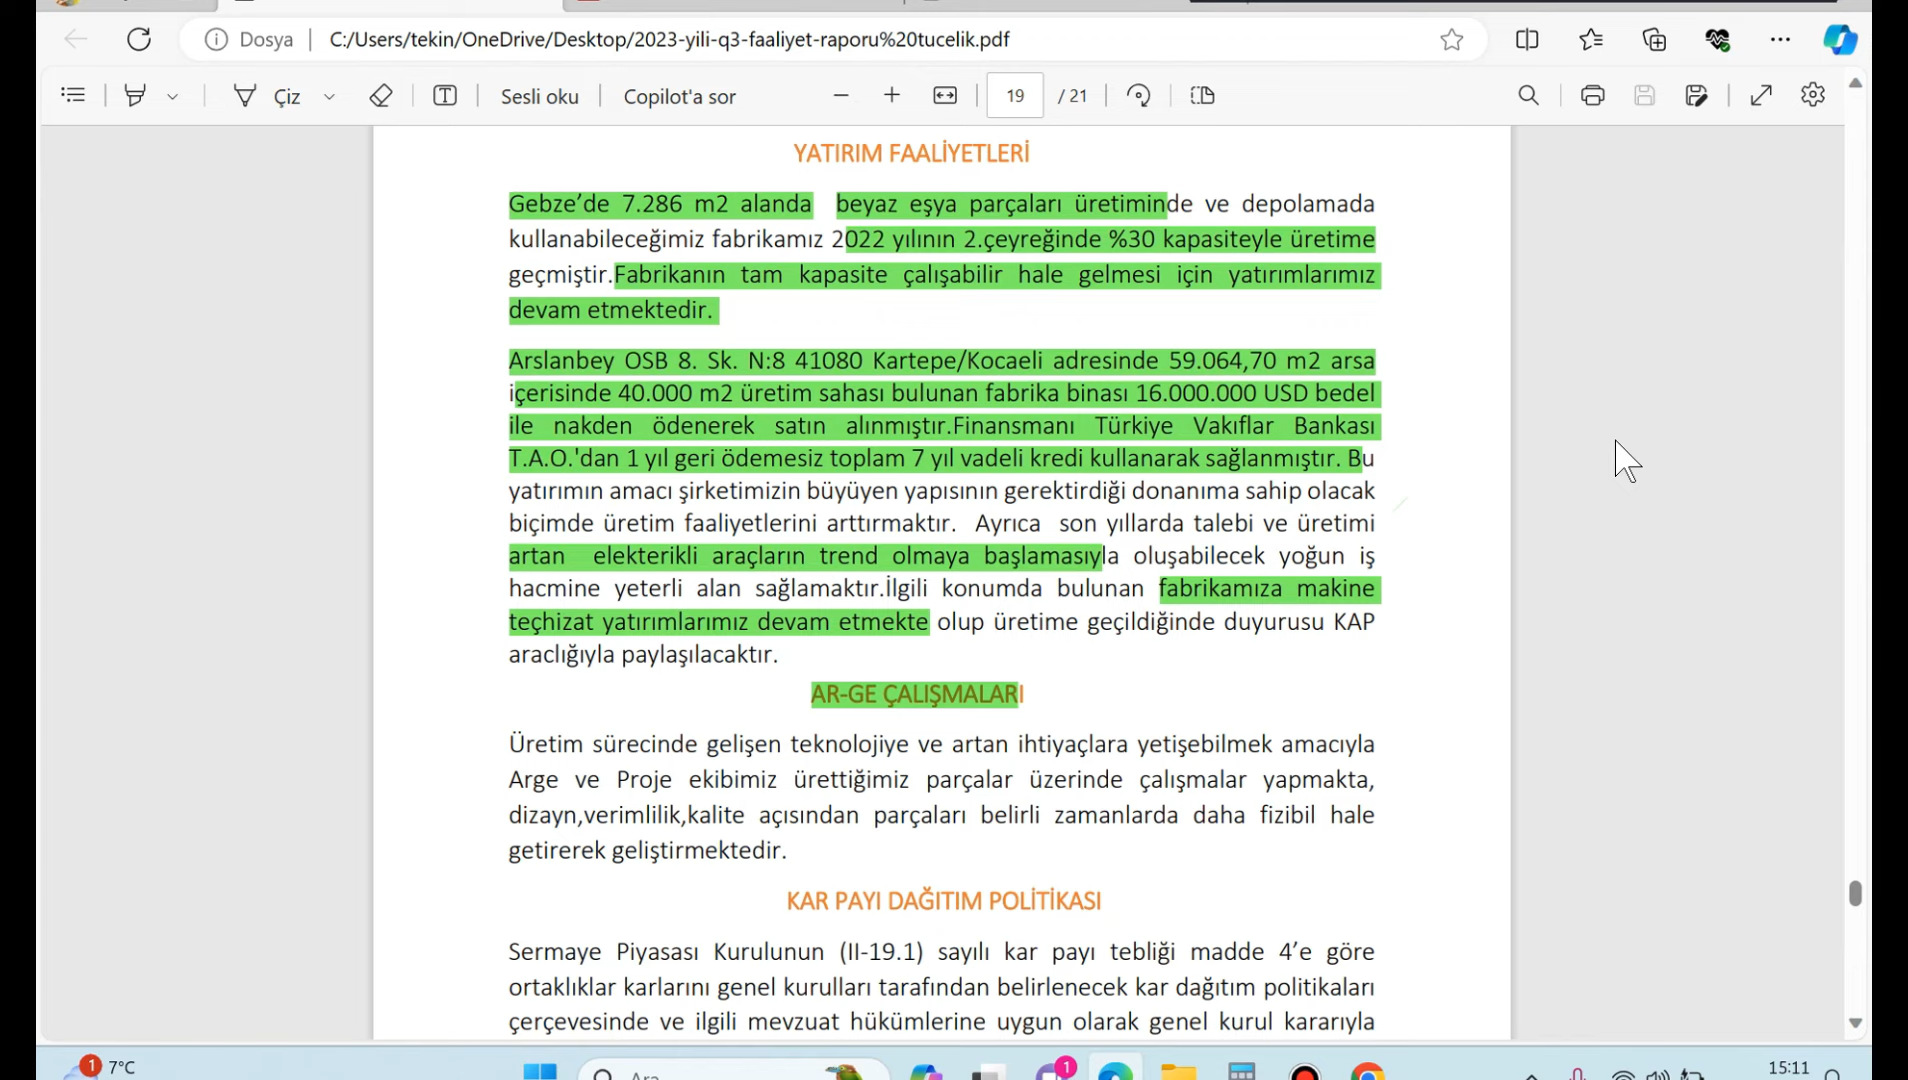 Dosya
C:/Users/tekin/OneDrive/Desktop/2023-yili-q3-faaliyet-raporu%20tucelik.pdf
Çiz
Sesli oku
Copilot'a sor
19 / 21
YATIRIM FAALİYETLERİ
Gebze’de 7.286 m2 alanda beyaz eşya parçaları üretiminde ve depolamada
kullanabileceğimiz fabrikamız 2022 yılının 2.çeyreğinde %30 kapasiteyle üretime
geçmiştir.Fabrikanın tam kapasite çalışabilir hale gelmesi için yatırımlarımız
devam etmektedir.
Arslanbey OSB 8. Sk. N:8 41080 Kartepe/Kocaeli adresinde 59.064,70 m2 arsa
içerisinde 40.000 m2 üretim sahası bulunan fabrika binası 16.000.000 USD bedel
ile nakden ödenerek satın alınmıştır.Finansmanı Türkiye Vakıflar Bankası
T.A.O.'dan 1 yıl geri ödemesiz toplam 7 yıl vadeli kredi kullanarak sağlanmıştır. Bu
yatırımın amacı şirketimizin büyüyen yapısının gerektirdiği donanıma sahip olacak
biçimde üretim faaliyetlerini arttırmaktır. Ayrıca son yıllarda talebi ve üretimi
artan elekterikli araçların trend olmaya başlamasıyla oluşabilecek yoğun iş
hacmine yeterli alan sağlamaktır.İlgili konumda bulunan fabrikamıza makine
teçhizat yatırımlarımız devam etmekte olup üretime geçildiğinde duyurusu KAP
aracılığıyla paylaşılacaktır.
AR-GE ÇALIŞMALARI
Üretim sürecinde gelişen teknolojiye ve artan ihtiyaçlara yetişebilmek amacıyla
Arge ve Proje ekibimiz ürettiğimiz parçalar üzerinde çalışmalar yapmakta,
dizayn,verimlilik,kalite açısından parçaları belirli zamanlarda daha fizibil hale
getirerek geliştirmektedir.
KAR PAYI DAĞITIM POLİTİKASI
Sermaye Piyasası Kurulunun (II-19.1) sayılı kar payı tebliği madde 4’e göre
ortaklıklar karlarını genel kurulları tarafından belirlenecek kar dağıtım politikaları
çerçevesinde ve ilgili mevzuat hükümlerine uygun olarak genel kurul kararıyla
1
7°C
Ara
1
15:11